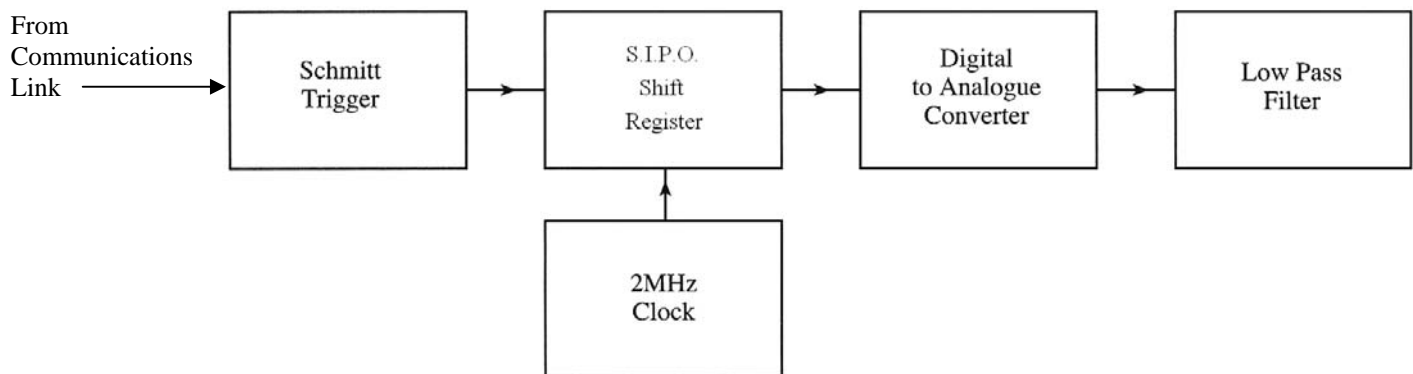 From
Communications
Link
Schmitt
Trigger
S.I.P.O.
Shift
Register
Digital
to Analogue
Converter
Low Pass
Filter
2MHz
Clock